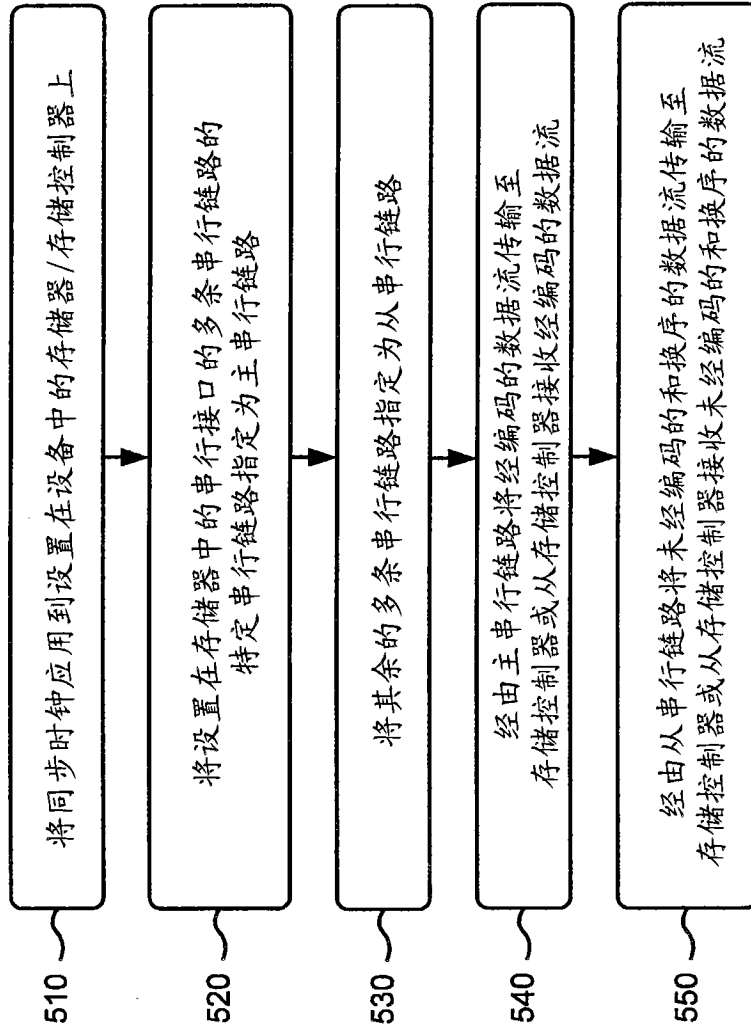 510
将同步时钟应用到设置在设备中的存储器/存储控制器上
520
将设置在存储器中的串行接口的多条串行链路的
特定串行链路指定为主串行链路
530
将其余的多条串行链路指定为从串行链路
540
经由主串行链路将经编码的数据流传输至
存储控制器或从存储控制器接收经编码的数据流
550
经由从串行链路将未经编码的和换序的数据流传输至
存储控制器或从存储控制器接收未经编码的和换序的数据流